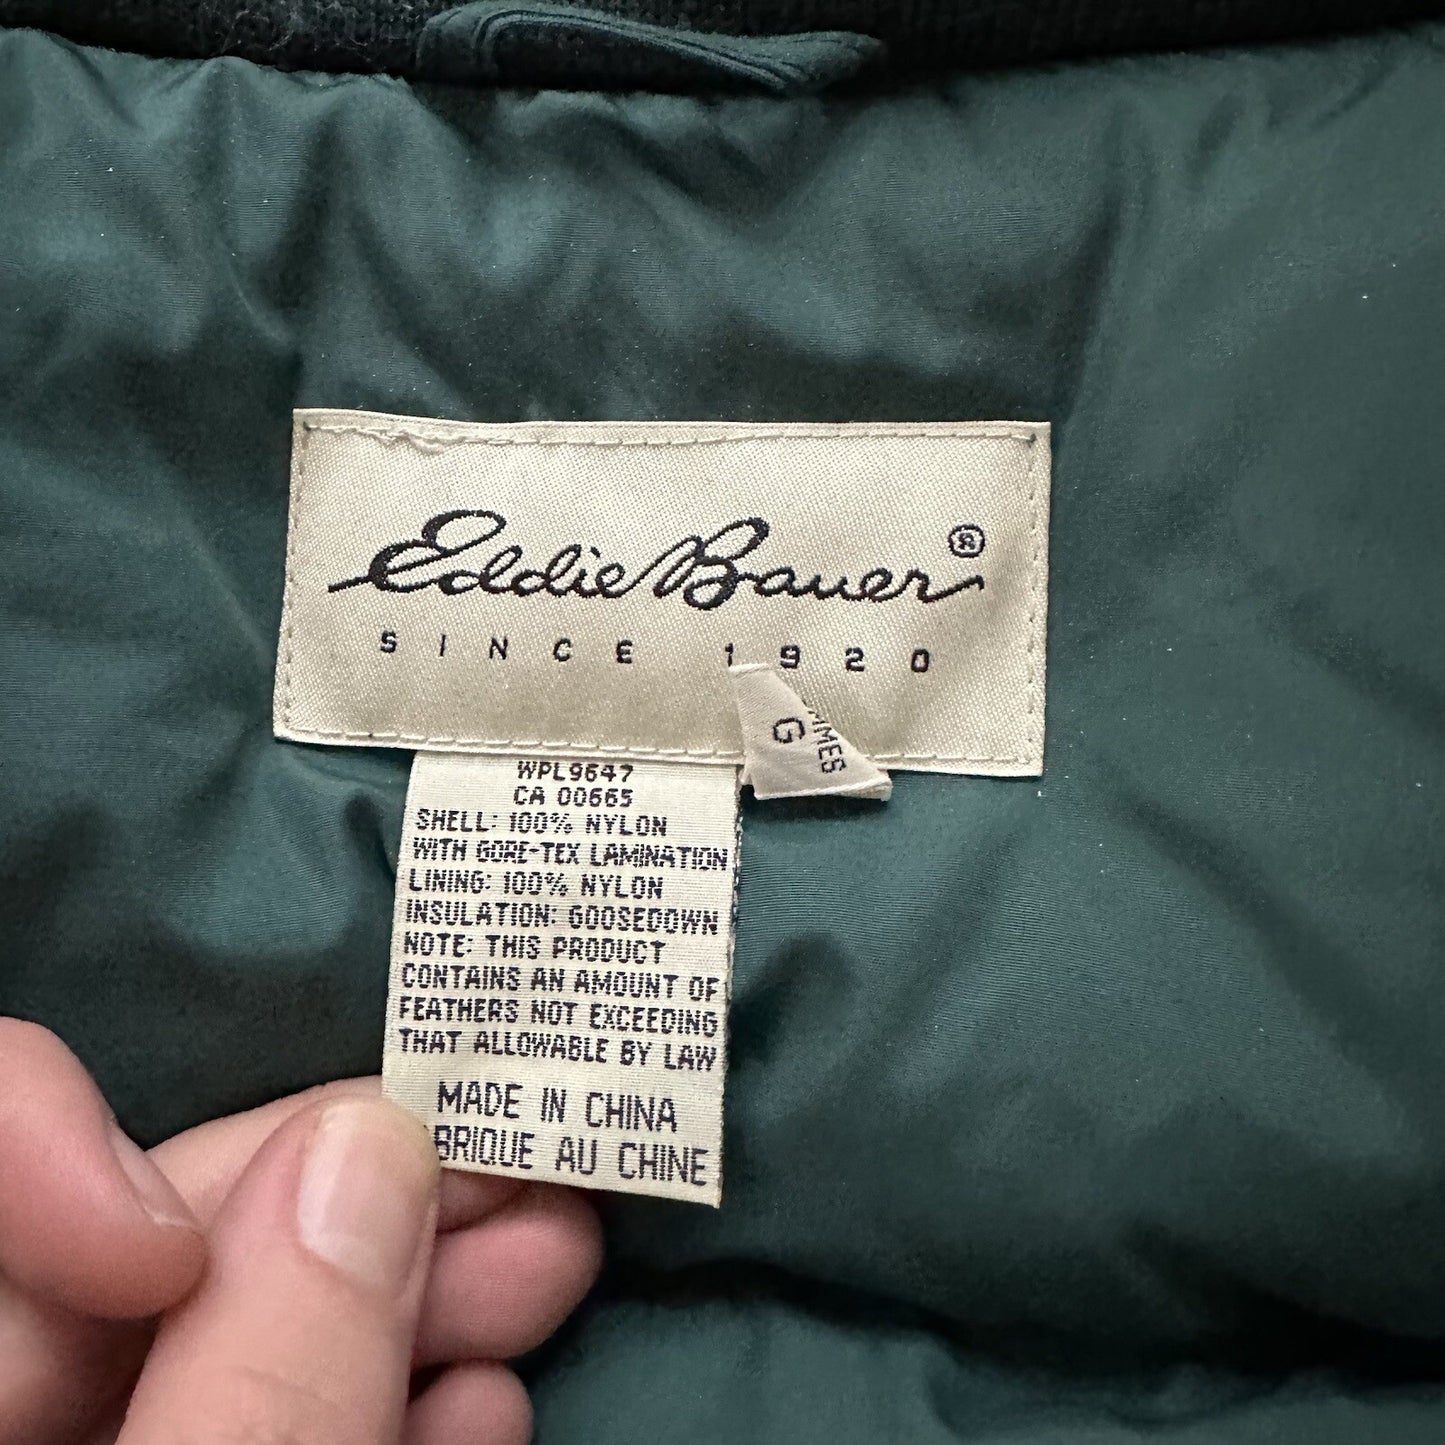 Eddie Bauer®
SINCE 1920
G
MMES
WPL9647
CA 00665
SHELL: 100% NYLON
WITH GORE-TEX LAMINATION
LINING: 100% NYLON
INSULATION: GOOSEDOWN
NOTE: THIS PRODUCT
CONTAINS AN AMOUNT OF
FEATHERS NOT EXCEEDING
THAT ALLOWABLE BY LAW
MADE IN CHINA
BRIQUE AU CHINE